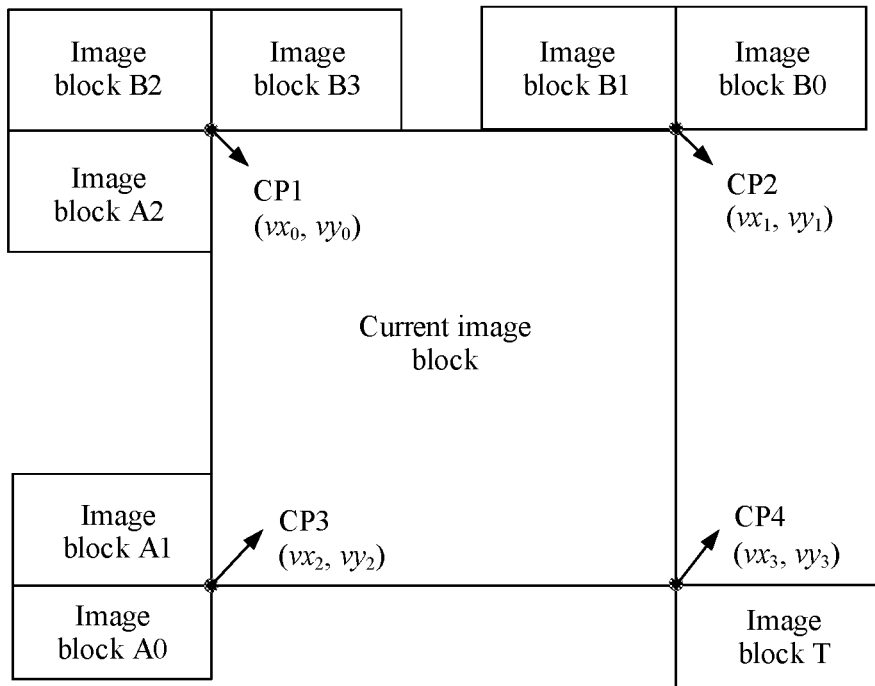 Image
block B2
Image
block B3
Image
block B1
Image
block B0
Image
block A2
CP1
(vx₀, vy₀)
CP2
(vx₁, vy₁)
Current image
block
Image
block A1
CP3
(vx₂, vy₂)
CP4
(vx₃, vy₃)
Image
block A0
Image
block T